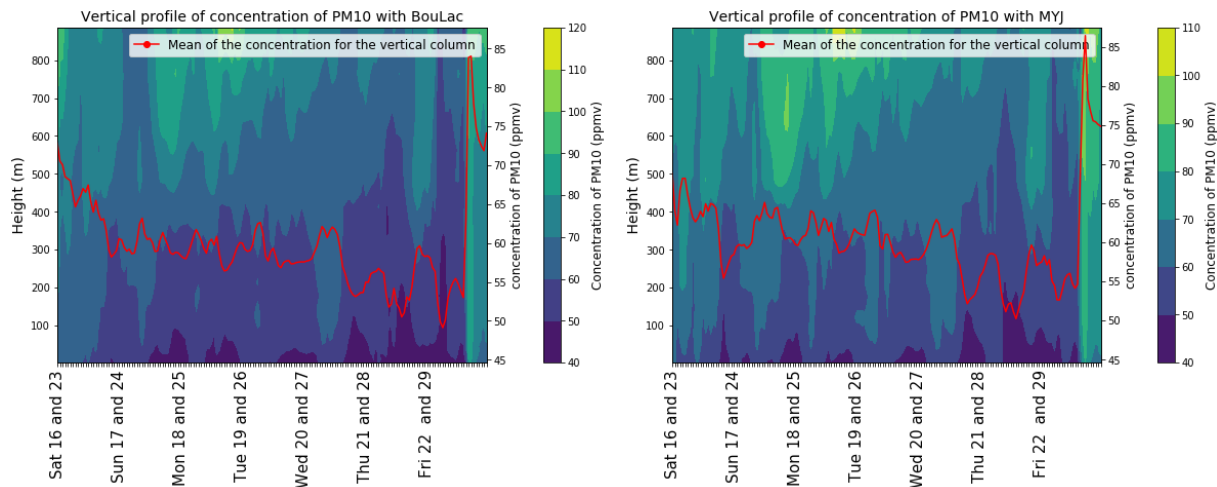 Vertical profile of concentration of PM10 with BouLac
Mean of the concentration for the vertical column
Height (m)
800
700
600
500
400
300
200
100
85
80
75
70
65
60
55
50
45
concentration of PM10 (ppmv)
120
110
100
90
80
70
60
50
40
Concentration of PM10 (ppmv)
Sat 16 and 23
Sun 17 and 24
Mon 18 and 25
Tue 19 and 26
Wed 20 and 27
Thu 21 and 28
Fri 22  and 29
Vertical profile of concentration of PM10 with MYJ
Mean of the concentration for the vertical column
Height (m)
800
700
600
500
400
300
200
100
85
80
75
70
65
60
55
50
45
concentration of PM10 (ppmv)
110
100
90
80
70
60
50
40
Concentration of PM10 (ppmv)
Sat 16 and 23
Sun 17 and 24
Mon 18 and 25
Tue 19 and 26
Wed 20 and 27
Thu 21 and 28
Fri 22  and 29